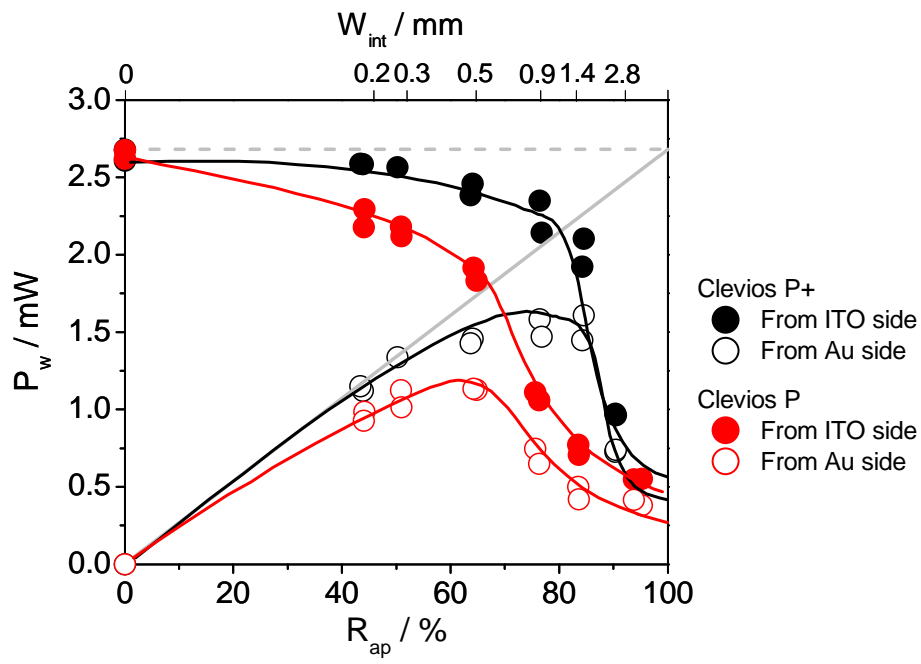 W_int / mm
0 0.2 0.3 0.5 0.9 1.4 2.8
3.0
2.5
2.0
1.5
1.0
0.5
0.0
P_w / mW
0 20 40 60 80 100
R_ap / %
Clevios P+
From ITO side
From Au side
Clevios P
From ITO side
From Au side